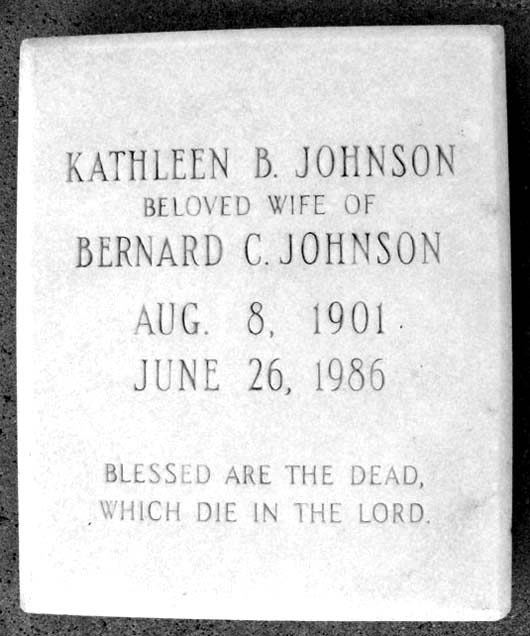 KATHLEEN B. JOHNSON
BELOVED WIFE OF
BERNARD C. JOHNSON
AUG. 8, 1901
JUNE 26, 1986
BLESSED ARE THE DEAD,
WHICH DIE IN THE LORD.